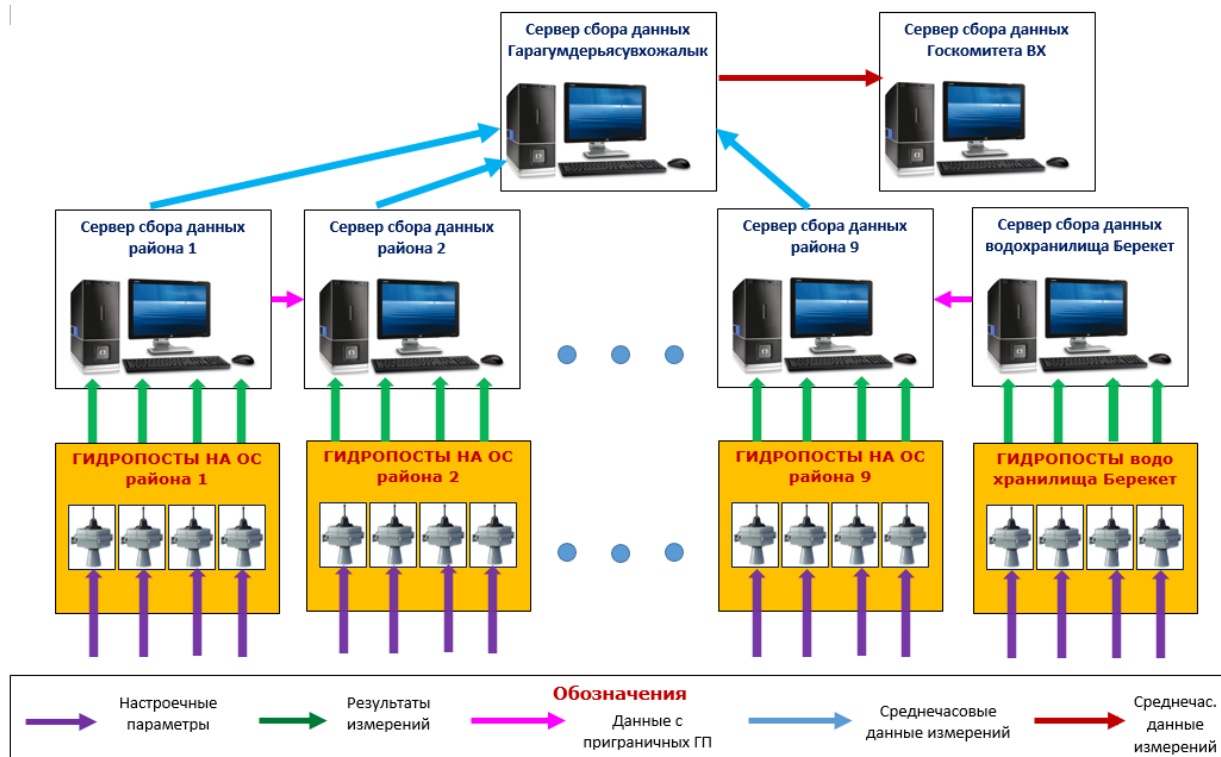 Сервер сбора данных
Гарагумдерьясувхожалык
Сервер сбора данных
Госкомитета ВХ
Сервер сбора данных
района 1
Сервер сбора данных
района 2
Сервер сбора данных
района 9
Сервер сбора данных
водохранилища Берекет
ГИДРОПОСТЫ НА ОС
района 1
ГИДРОПОСТЫ НА ОС
района 2
ГИДРОПОСТЫ НА ОС
района 9
ГИДРОПОСТЫ водо
хранилища Берекет
Обозначения
Настроечные
параметры
Результаты
измерений
Данные с
приграничных ГП
Среднечасовые
данные измерений
Среднечас.
данные
измерений